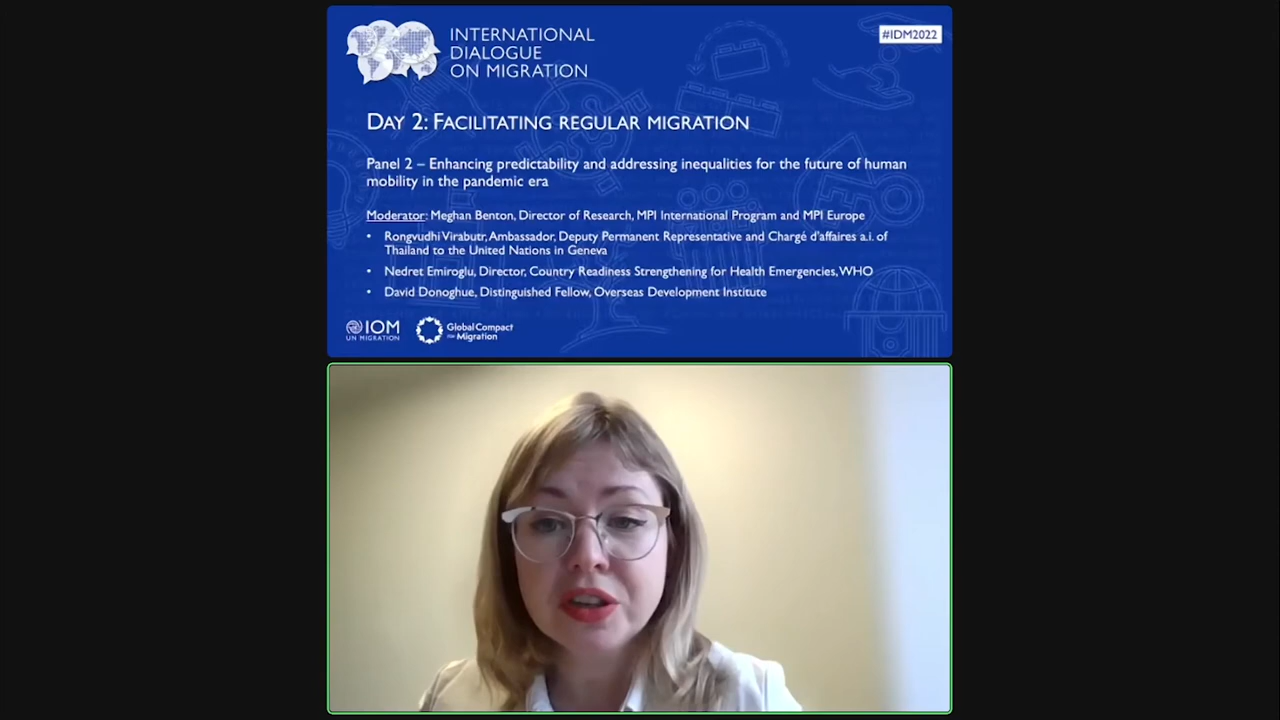 INTERNATIONAL
DIALOGUE
ON MIGRATION
#IDM2022
DAY 2: FACILITATING REGULAR MIGRATION
Panel 2 – Enhancing predictability and addressing inequalities for the future of human
mobility in the pandemic era
Moderator: Meghan Benton, Director of Research, MPI International Program and MPI Europe
• Rongvudhi Virabutr, Ambassador, Deputy Permanent Representative and Chargé d'affaires a.i. of
Thailand to the United Nations in Geneva
• Nedret Emiroglu, Director, Country Readiness Strengthening for Health Emergencies, WHO
• David Donoghue, Distinguished Fellow, Overseas Development Institute
IOM
UN MIGRATION
Global Compact
FOR Migration